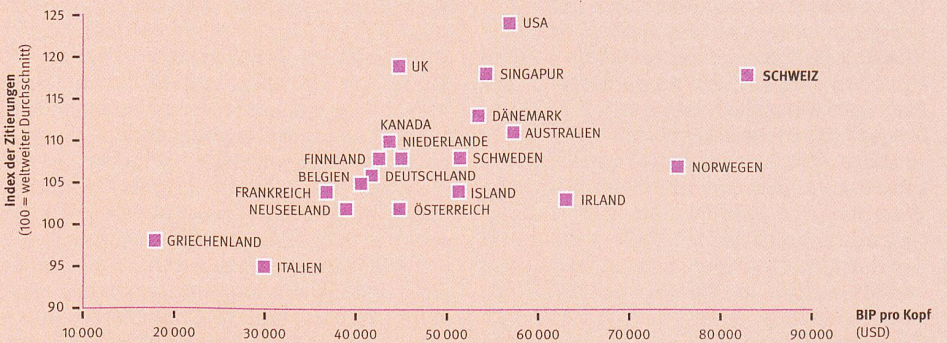 Index der Zitierungen
(100 = weltweiter Durchschnitt)
125
120
115
110
105
100
95
90
USA
UK
SINGAPUR
SCHWEIZ
DÄNEMARK
KANADA
AUSTRALIEN
NIEDERLANDE
FINNLAND
SCHWEDEN
NORWEGEN
BELGIEN
DEUTSCHLAND
FRANKREICH
ISLAND
IRLAND
NEUSEELAND
ÖSTERREICH
GRIECHENLAND
ITALIEN
10 000
20 000
30 000
40 000
50 000
60 000
70 000
80 000
90 000
BIP pro Kopf
(USD)